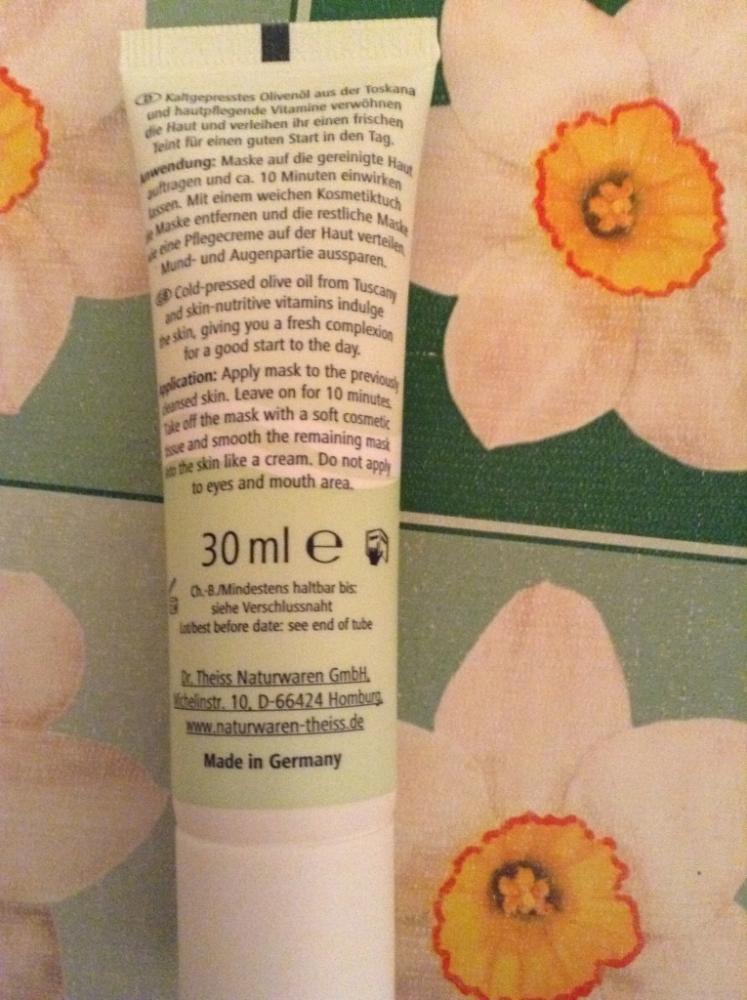 D Kaltgepresstes Olivenöl aus der Toskana
und hautpflegende Vitamine verwöhnen
die Haut und verleihen ihr einen frischen
Teint für einen guten Start in den Tag.
nwendung: Maske auf die gereinigte Haut
auftragen und ca. 10 Minuten einwirken
lassen. Mit einem weichen Kosmetiktuch
e Maske entfernen und die restliche Maske
ie eine Pflegecreme auf der Haut verteilen.
Mund- und Augenpartie aussparen.
GB Cold-pressed olive oil from Tuscany
and skin-nutritive vitamins indulge
the skin, giving you a fresh complexion
for a good start to the day.
pplication: Apply mask to the previously
cleansed skin. Leave on for 10 minutes.
Take off the mask with a soft cosmetic
tissue and smooth the remaining mask
into the skin like a cream. Do not apply
to eyes and mouth area.
30 ml e
Ch.-B./Mindestens haltbar bis:
siehe Verschlussnaht
Lot/best before date: see end of tube
Dr. Theiss Naturwaren GmbH,
Michelinstr. 10, D-66424 Homburg,
www.naturwaren-theiss.de
Made in Germany